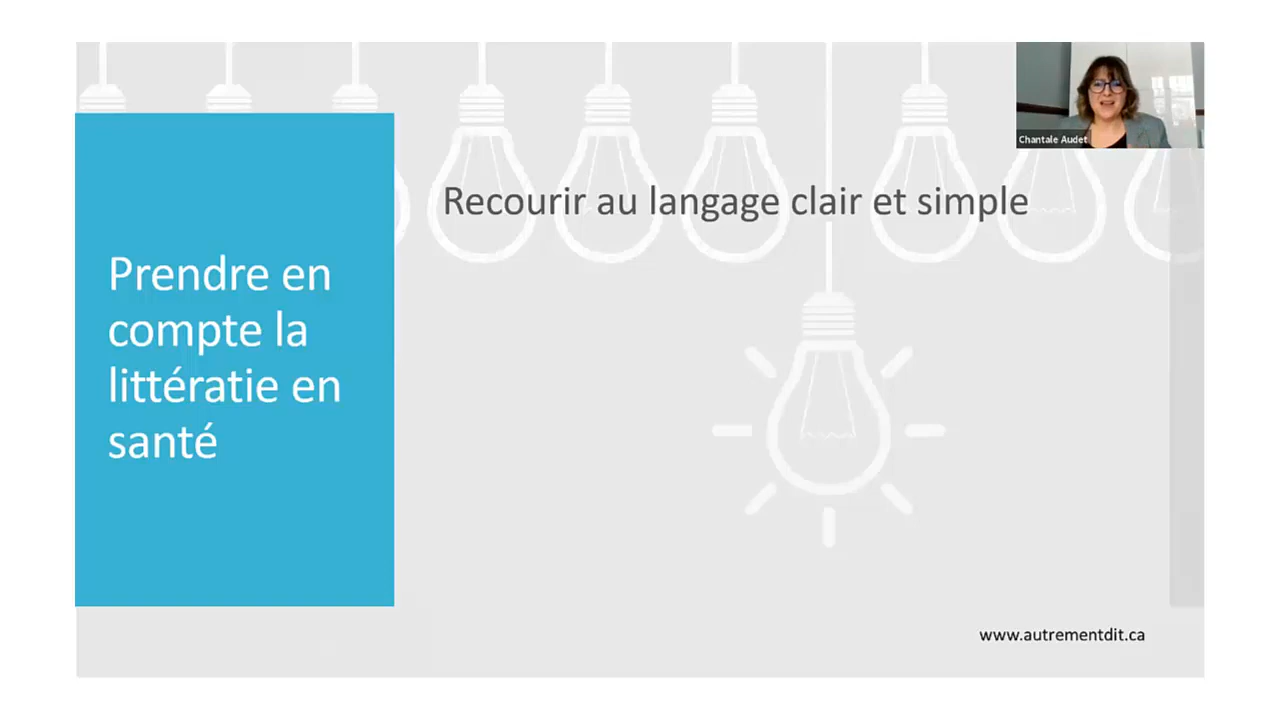 Chantale Audet
Recourir au langage clair et simple
Prendre en
compte la
littératie en
santé
www.autrementdit.ca